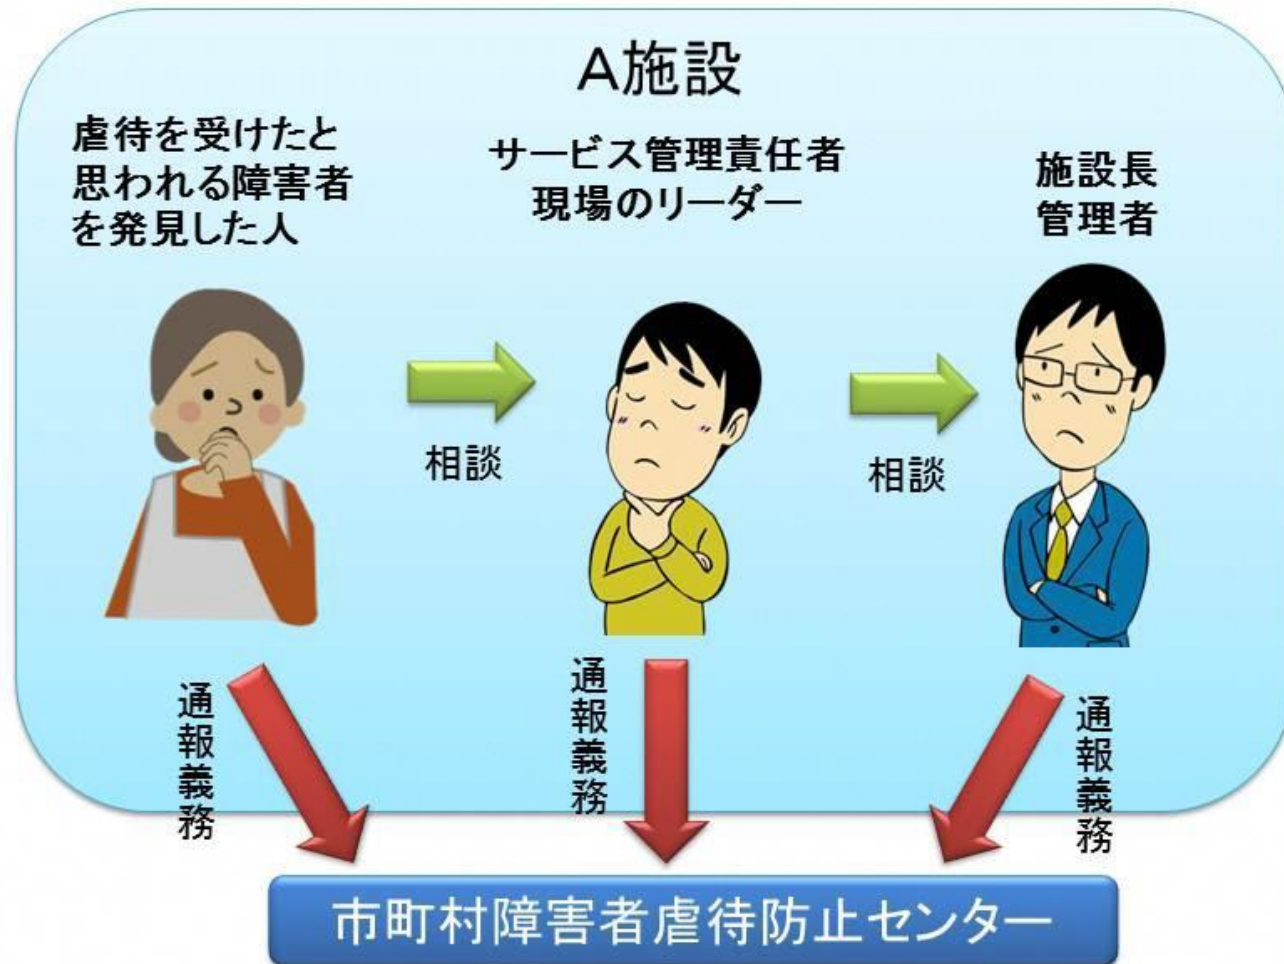 A施設
虐待を受けたと
思われる障害者
を発見した人
サービス管理責任者
現場のリーダー
施設長
管理者
相談
相談
通報義務
通報義務
通報義務
市町村障害者虐待防止センター